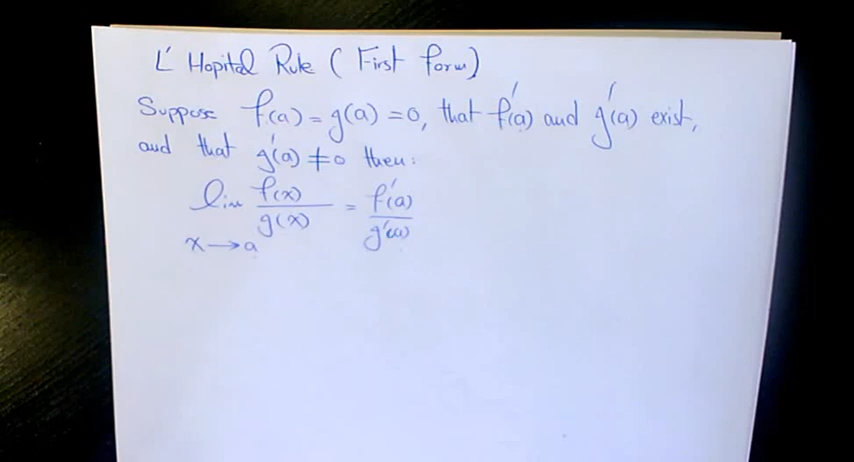 L' Hopital Rule ( First form)
Suppose f(a) = g(a) = 0, that f'(a) and g'(a) exist,
and that g'(a) ≠ 0 then:
lim f(x)/g(x) = f'(a)/g'(a)
x→a